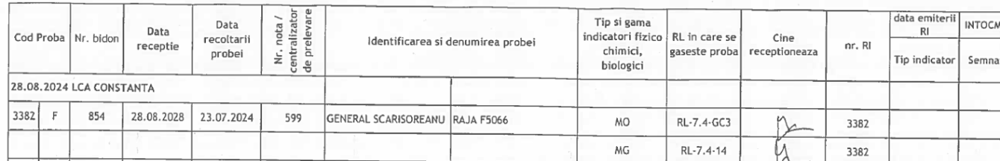 Cod Proba Nr. bidon Data receptie Data recoltarii probei Nr. nota / centralizator de prelevare Identificarea si denumirea probei Tip si gama indicatori fizico chimici, biologici RL in care se gaseste proba Cine receptioneaza nr. RI data emiterii RI INTOCM
Tip indicator Semna
28.08.2024 LCA CONSTANTA
3382 F 854 28.08.2028 23.07.2024 599 GENERAL SCARISOREANU RAJA F5066 MO RL-7.4-GC3 3382
MG RL-7.4-14 3382